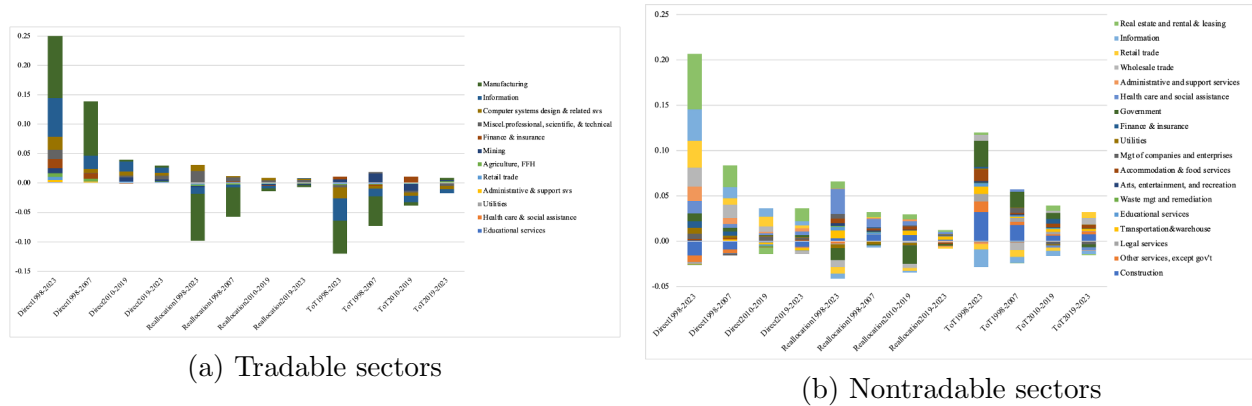 0.25
0.20
0.15
0.10
0.05
0.00
-0.05
-0.10
-0.15
Direct1998-2023
Direct1998-2007
Direct2010-2019
Direct2019-2023
Reallocation1998-2023
Reallocation1998-2007
Reallocation2010-2019
Reallocation2019-2023
ToT1998-2023
ToT1998-2007
ToT2010-2019
ToT2019-2023
Manufacturing
Information
Computer systems design & related svs
Miscel.professional, scientific, & technical
Finance & insurance
Mining
Agriculture, FFH
Retail trade
Administrative & support svs
Utilities
Health care & social assistance
Educational services
(a) Tradable sectors
0.25
0.20
0.15
0.10
0.05
0.00
-0.05
Direct1998-2023
Direct1998-2007
Direct2010-2019
Direct2019-2023
Reallocation1998-2023
Reallocation1998-2007
Reallocation2010-2019
Reallocation2019-2023
ToT1998-2023
ToT1998-2007
ToT2010-2019
ToT2019-2023
Real estate and rental & leasing
Information
Retail trade
Wholesale trade
Administrative and support services
Health care and social assistance
Government
Finance & insurance
Utilities
Mgt of companies and enterprises
Accommodation & food services
Arts, entertainment, and recreation
Waste mgt and remediation
Educational services
Transportation&warehouse
Legal services
Other services, except gov't
Construction
(b) Nontradable sectors